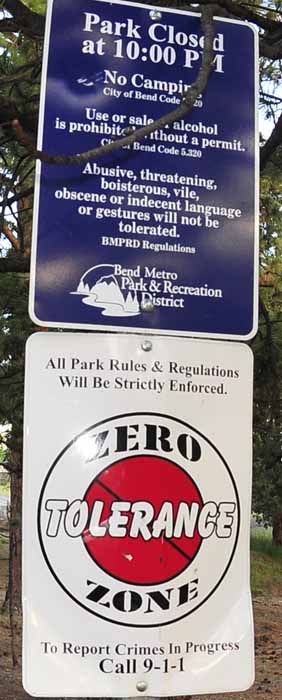 Park Closed
at 10:00 PM
No Camping
City of Bend Code
Use or sale alcohol
is prohibited without a permit.
City of Bend Code 5.320
Abusive, threatening,
boisterous, vile,
obscene or indecent language
or gestures will not be
tolerated.
BMPRD Regulations
Bend Metro
Park & Recreation
District
All Park Rules & Regulations
Will Be Strictly Enforced.
ZERO
TOLERANCE
ZONE
To Report Crimes In Progress
Call 9-1-1